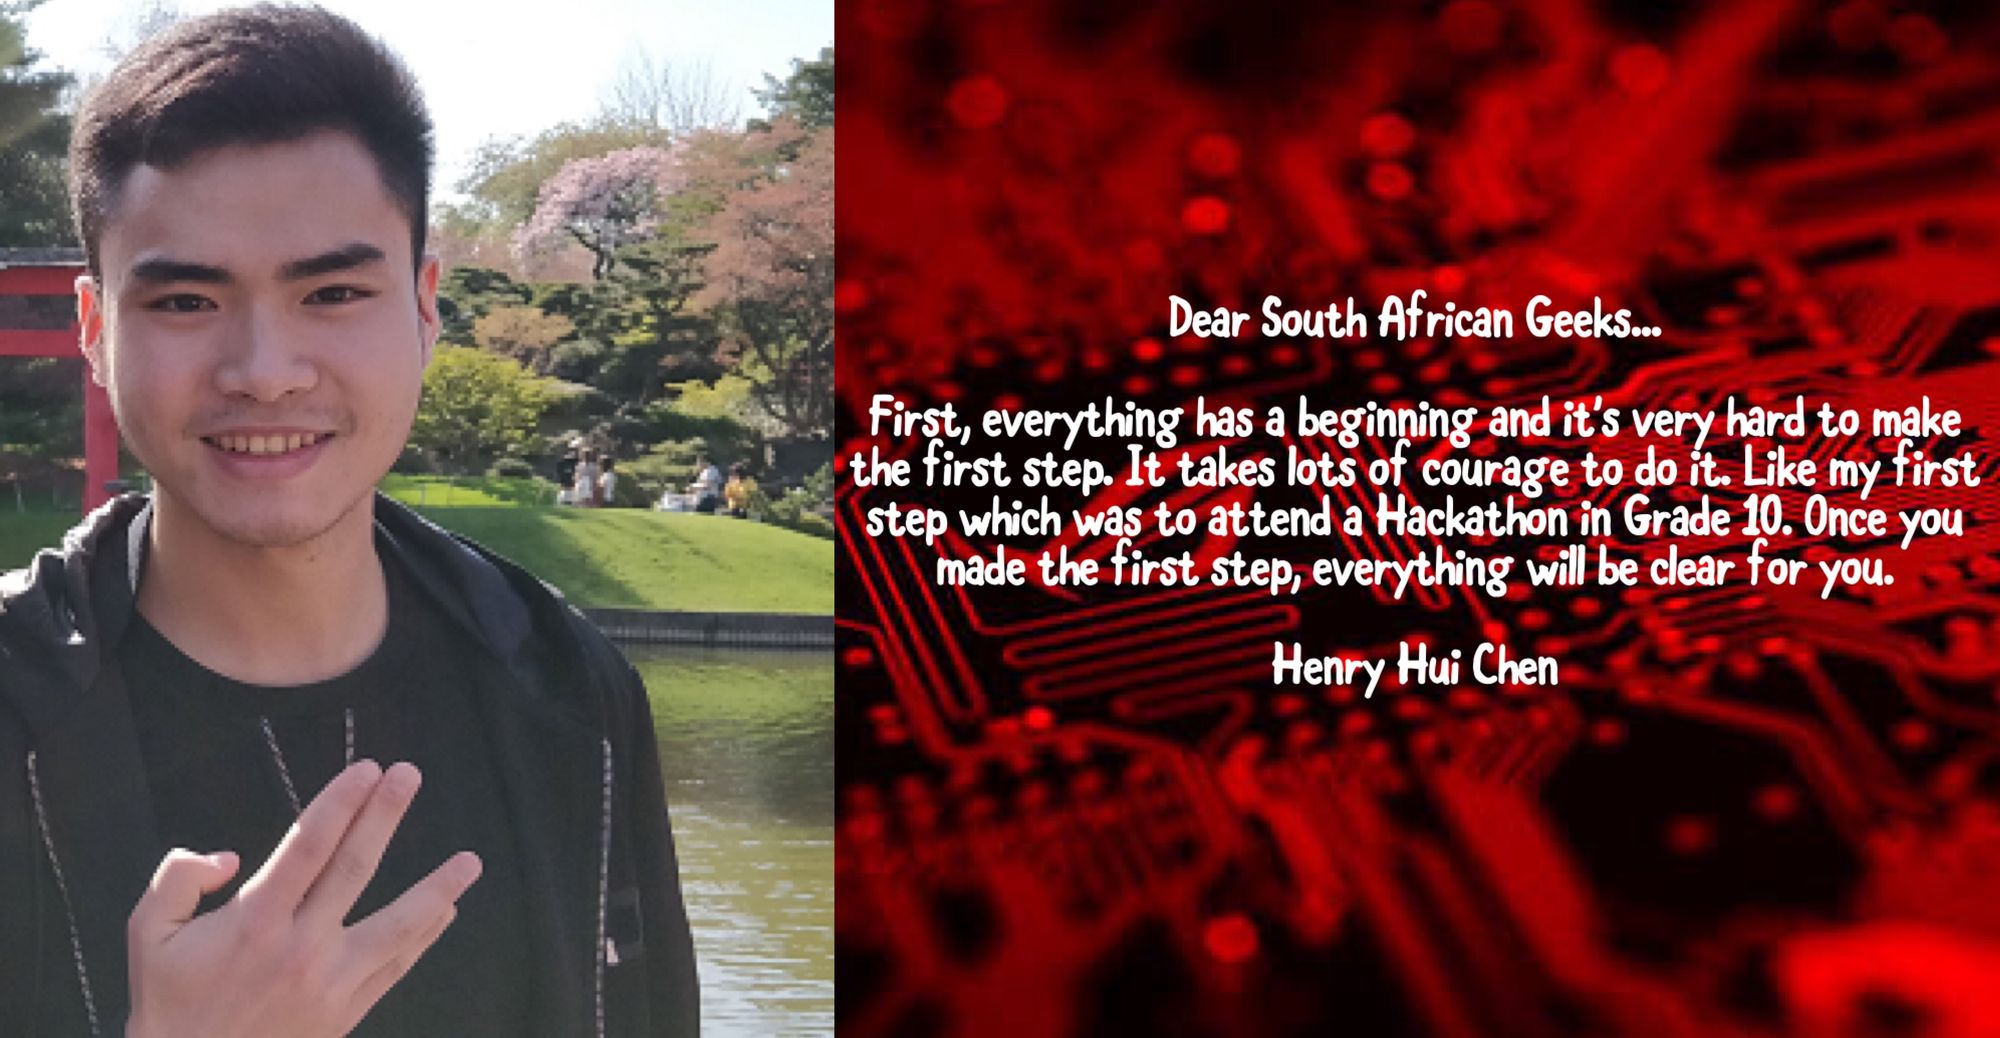 Dear South African Geeks...
First, everything has a beginning and it's very hard to make
the first step. It takes lots of courage to do it. Like my first
step which was to attend a Hackathon in Grade 10. Once you
made the first step, everything will be clear for you.
Henry Hui Chen